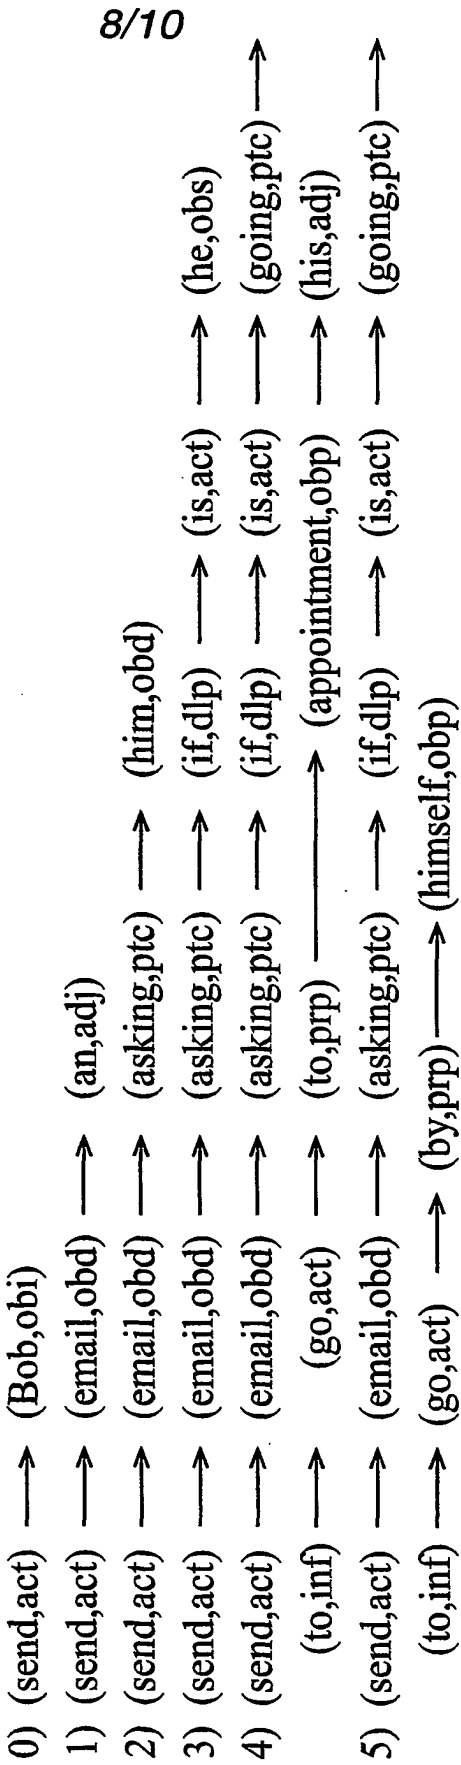 8/10
0) (send,act) → (Bob,obi)
1) (send,act) → (email,obd) → (an,adj)
2) (send,act) → (email,obd) → (asking,ptc) → (him,obd)
3) (send,act) → (email,obd) → (asking,ptc) → (if,dlp) → (is,act) → (he,obs)
4) (send,act) → (email,obd) → (asking,ptc) → (if,dlp) → (is,act) → (going,ptc) →
(to,inf) → (go,act) → (to,prp) → (appointment,obp) → (his,adj)
5) (send,act) → (email,obd) → (asking,ptc) → (if,dlp) → (is,act) → (going,ptc) →
(to,inf) → (go,act) → (by,prp) → (himself,obp)